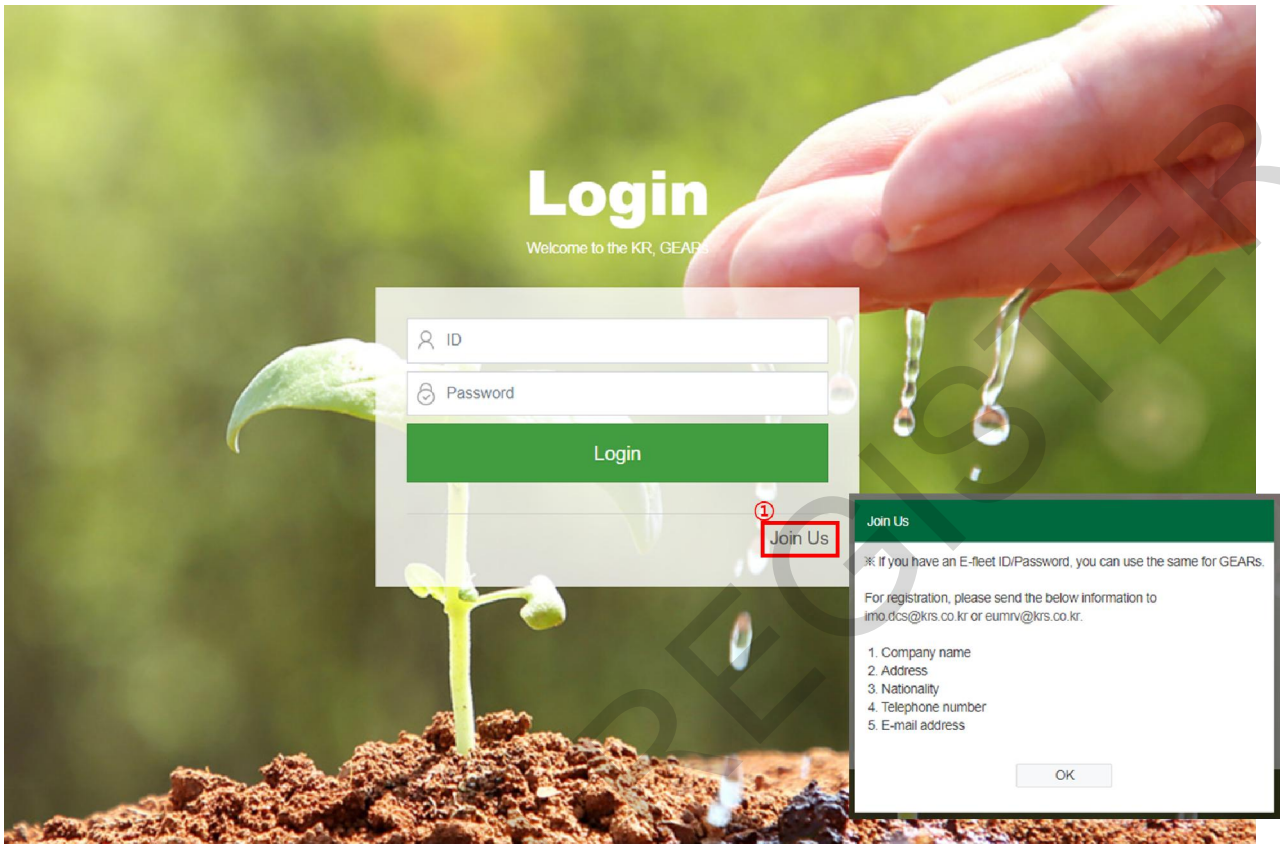 Login
Welcome to the KR, GEARs
ID
Password
Login
①
Join Us
Join Us
※ If you have an E-fleet ID/Password, you can use the same for GEARs.
For registration, please send the below information to
imo.dcs@krs.co.kr or eumrv@krs.co.kr.
1. Company name
2. Address
3. Nationality
4. Telephone number
5. E-mail address
OK
REGISTER